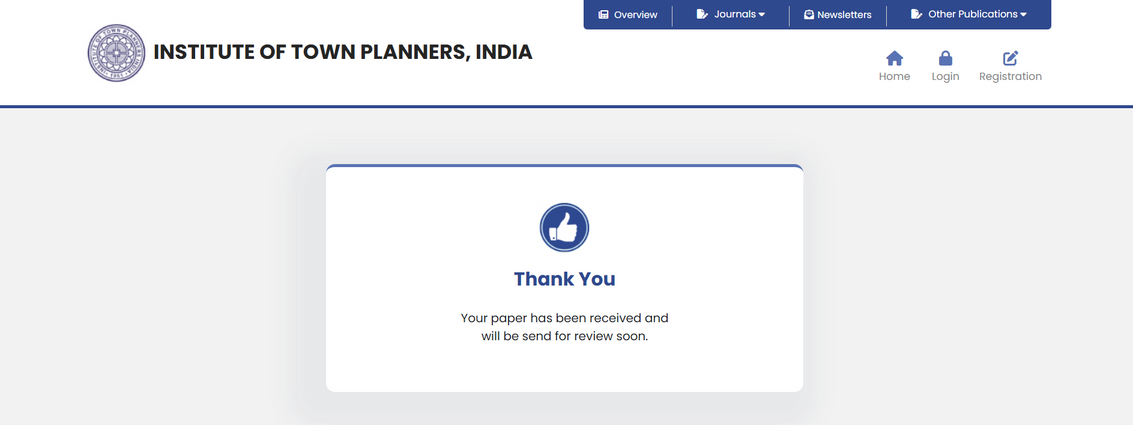 Overview
Journals
Newsletters
Other Publications
INSTITUTE OF TOWN PLANNERS, INDIA
Home
Login
Registration
Thank You
Your paper has been received and
will be send for review soon.